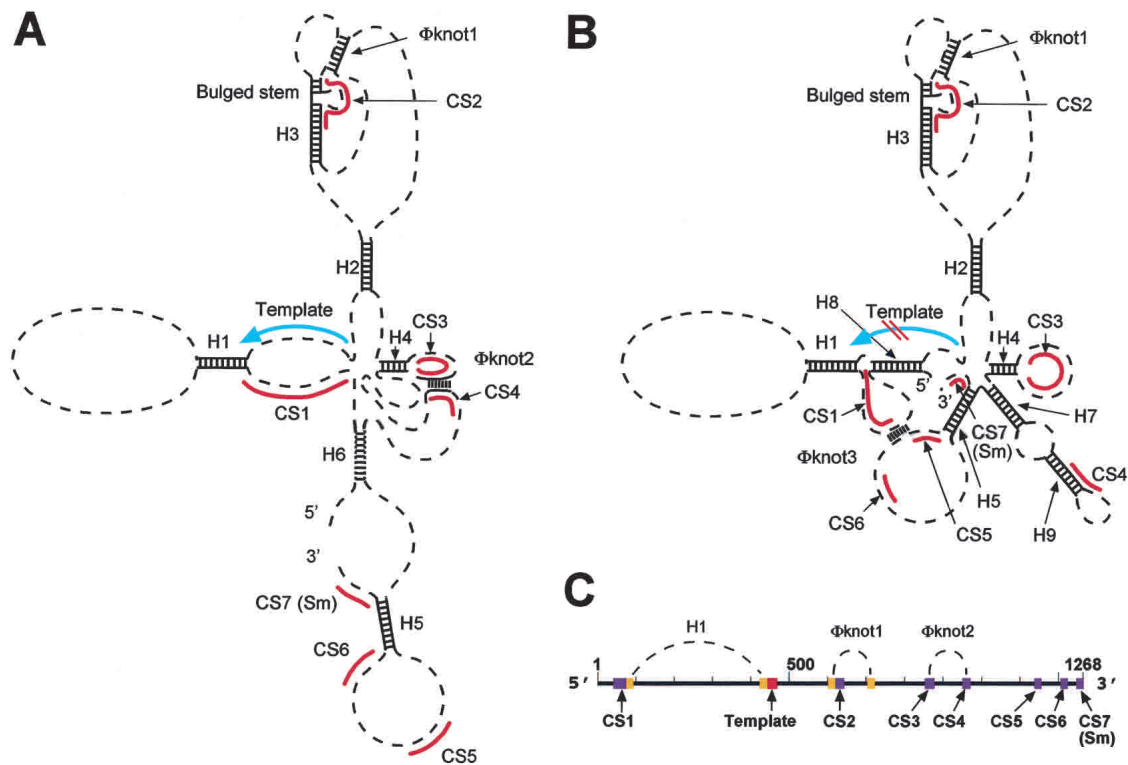 A
Φknot1
Bulged stem
CS2
H3
H2
Template
H1
H4
CS3
Φknot2
CS1
CS4
H6
5'
3'
CS7 (Sm)
H5
CS6
CS5
B
Φknot1
Bulged stem
CS2
H3
H2
Template
H8
H1
H4
CS3
5'
3'
CS1
H7
CS7
(Sm)
Φknot3
CS4
H5
CS6
CS5
H9
C
H1
Φknot1
Φknot2
1
500
1268
5'
3'
CS1
Template
CS2
CS3
CS4
CS5
CS6
CS7
(Sm)